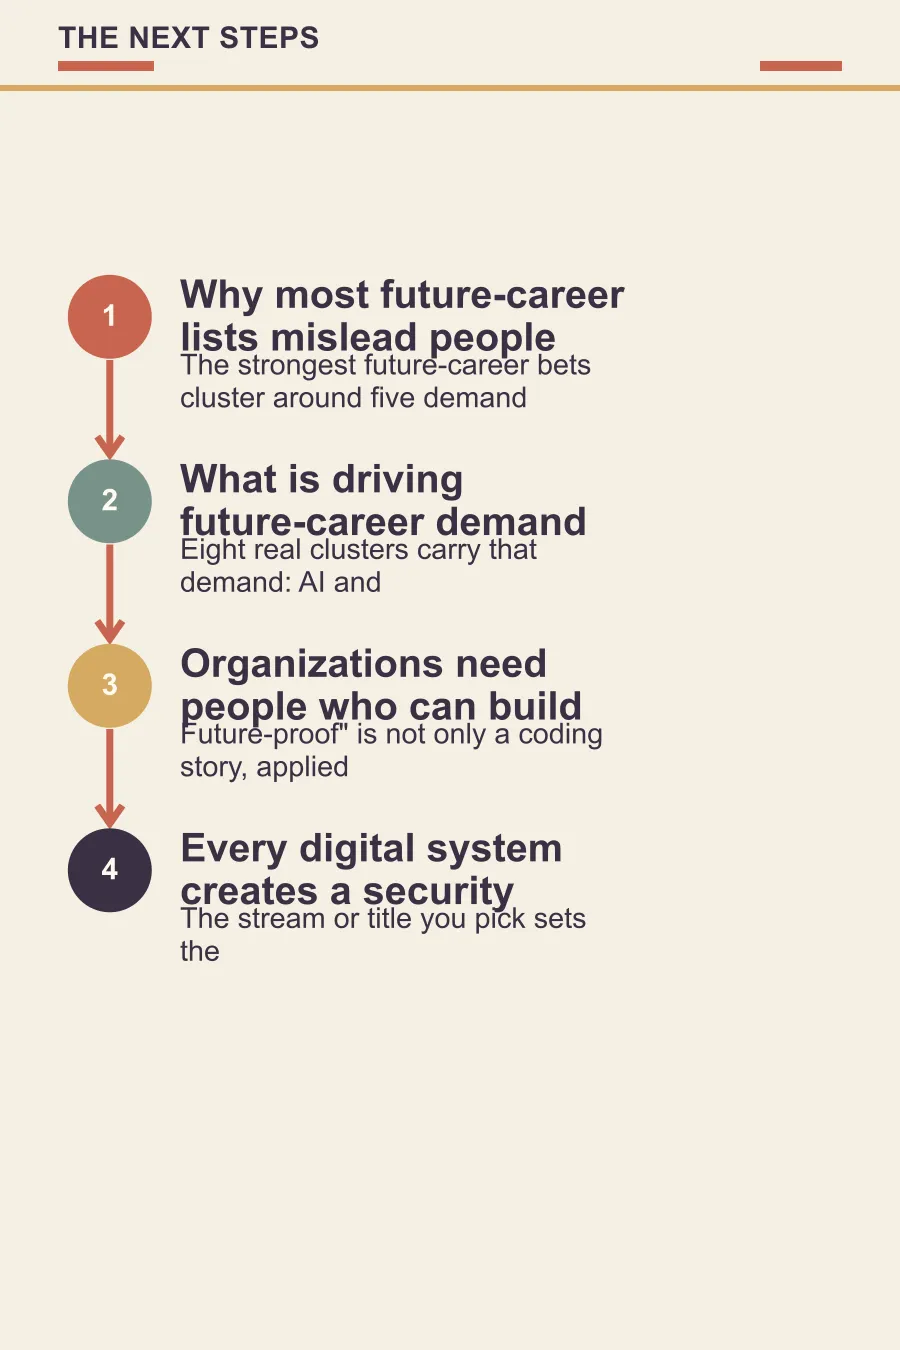 THE NEXT STEPS
1
Why most future-career
lists mislead people
The strongest future-career bets
cluster around five demand
2
What is driving
future-career demand
Eight real clusters carry that
demand: AI and
3
Organizations need
people who can build
Future-proof" is not only a coding
story, applied
4
Every digital system
creates a security
The stream or title you pick sets
the